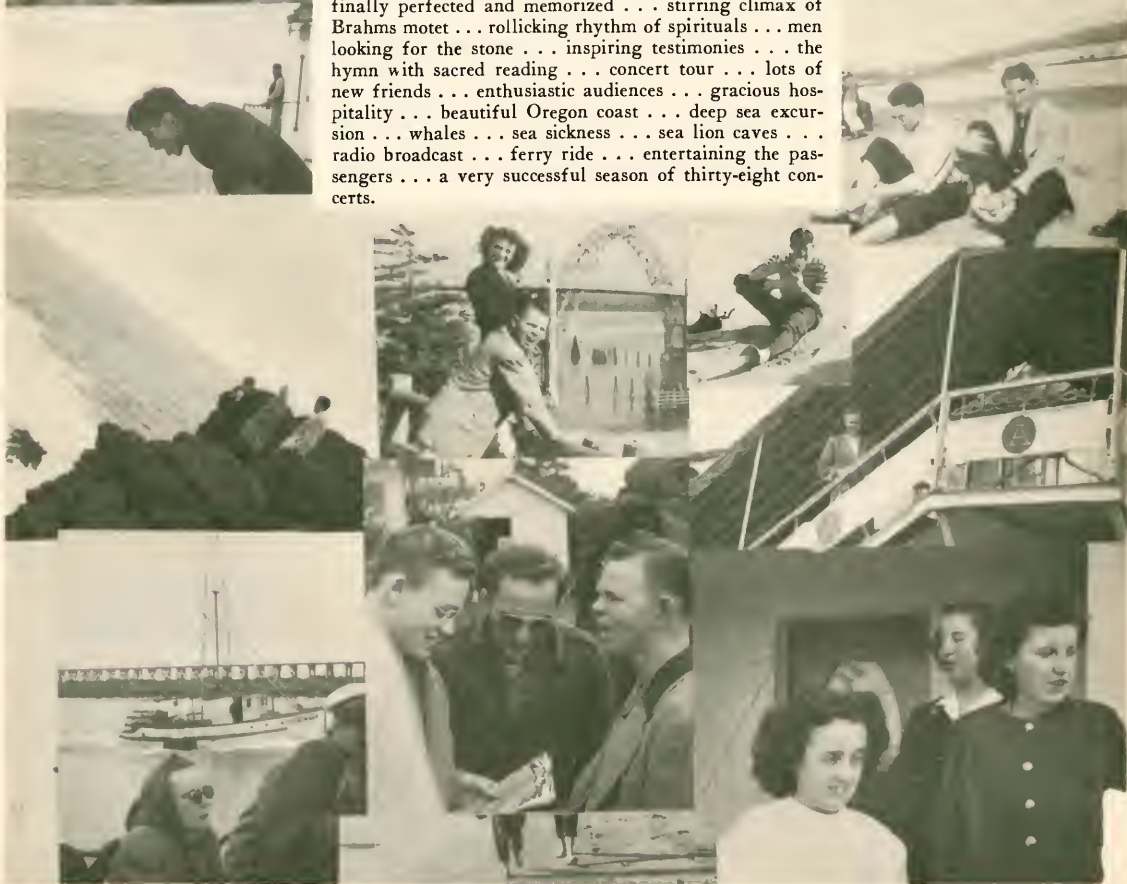 finally perfected and memorized . . . stirring climax of
Brahms motet . . . rollicking rhythm of spirituals . . . men
looking for the stone . . . inspiring testimonies . . . the
hymn with sacred reading . . . concert tour . . . lots of
new friends . . . enthusiastic audiences . . . gracious hos-
pitality . . . beautiful Oregon coast . . . deep sea excur-
sion . . . whales . . . sea sickness . . . sea lion caves . . .
radio broadcast . . . ferry ride . . . entertaining the pas-
sengers . . . a very successful season of thirty-eight con-
certs.
A